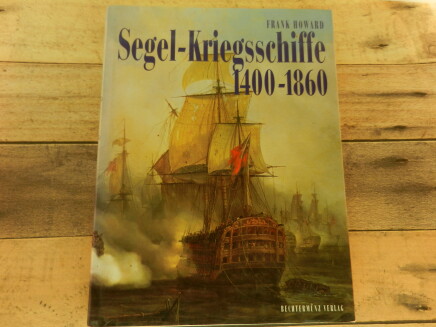 FRANK HOWARD
Segel-Kriegsschiffe
1400-1860
BECHTERMÜNZ VERLAG